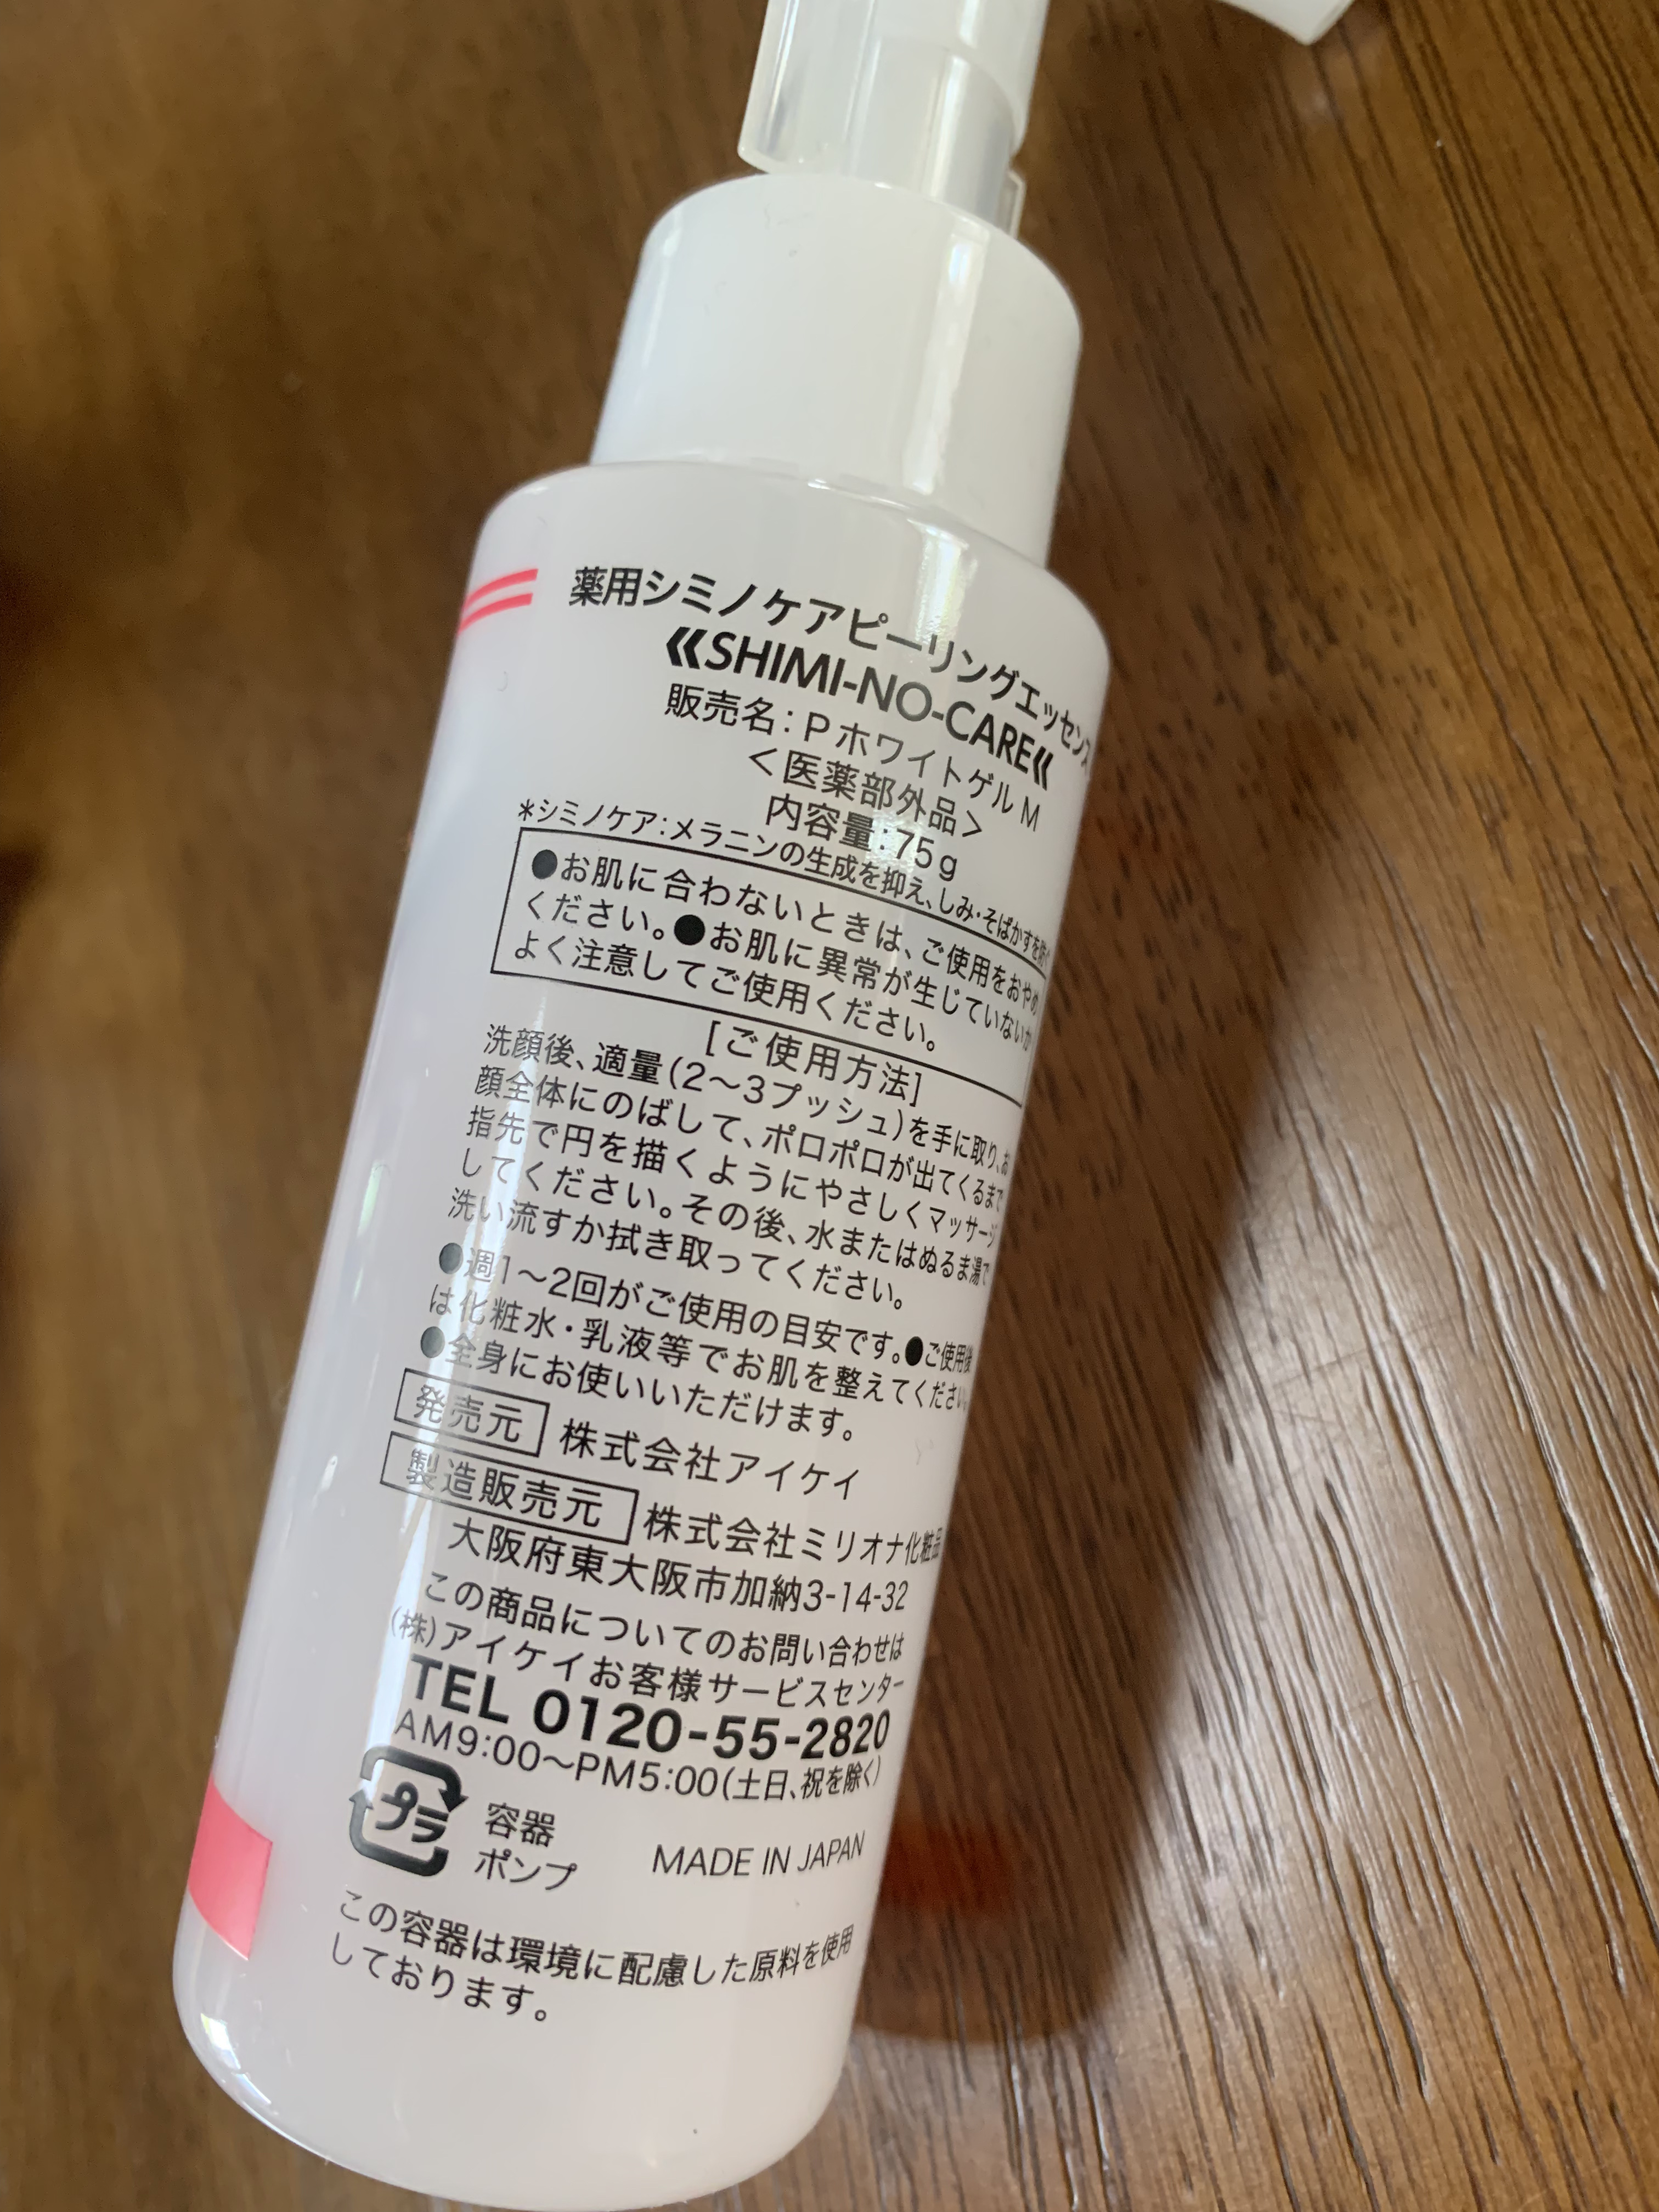 薬用シミノケアピーリングエッセンス
《SHIMI-NO-CARE《
販売名：PホワイトゲルM
＜医薬部外品＞
内容量：75g
＊シミノケア：メラニンの生成を抑え、しみ・そばかすを防ぐ
●お肌に合わないときは、ご使用をおやめ
ください。●お肌に異常が生じていないか
よく注意してご使用ください。
［ご使用方法］
洗顔後、適量（2～3プッシュ）を手に取り、お
顔全体にのばして、ポロポロが出てくるまで
指先で円を描くようにやさしくマッサージ
してください。その後、水またはぬるま湯で
洗い流すか拭き取ってください。
●週1～2回がご使用の目安です。●ご使用後
は化粧水・乳液等でお肌を整えてください。
●全身にお使いいただけます。
発売元 株式会社アイケイ
製造販売元 株式会社ミリオナ化粧品
大阪府東大阪市加納3-14-32
この商品についてのお問い合わせは
（株）アイケイお客様サービスセンター
TEL 0120-55-2820
AM9:00～PM5:00（土日、祝を除く）
プラ 容器
ポンプ
MADE IN JAPAN
この容器は環境に配慮した原料を使用
しております。